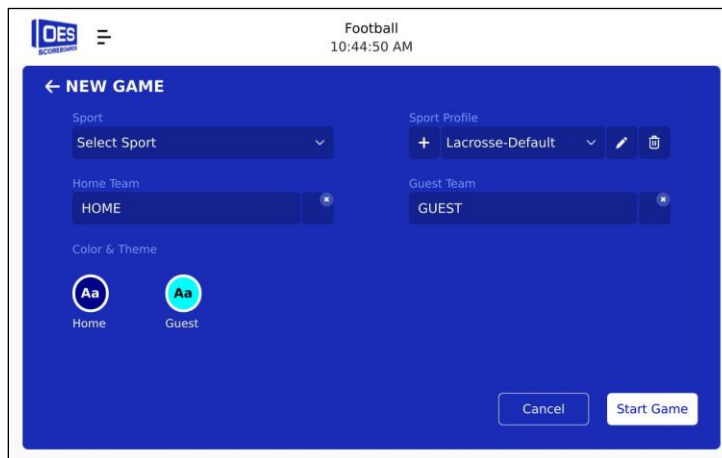 OES
SCOREBOARDS
Football
10:44:50 AM
NEW GAME
Sport
Sport Profile
Select Sport
+ Lacrosse-Default
Home Team
Guest Team
HOME
GUEST
Color & Theme
Aa
Aa
Home
Guest
Cancel
Start Game